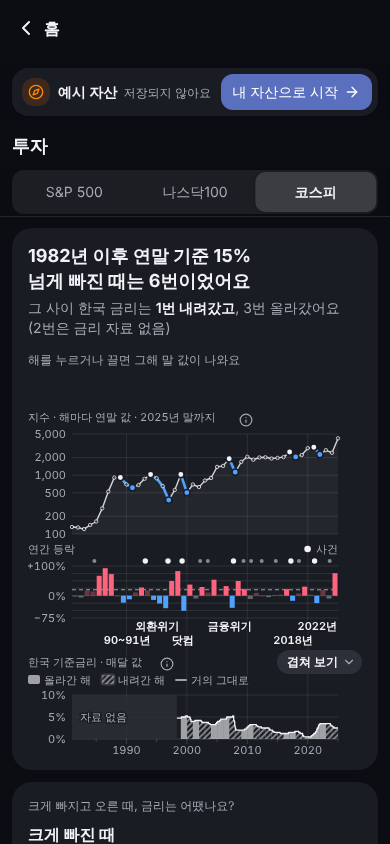 홈
예시 자산 저장되지 않아요 내 자산으로 시작
투자
S&P 500 나스닥100 코스피
1982년 이후 연말 기준 15%
넘게 빠진 때는 6번이었어요
그 사이 한국 금리는 1번 내려갔고, 3번 올라갔어요
(2번은 금리 자료 없음)
해를 누르거나 끌면 그해 말 값이 나와요
지수 · 해마다 연말 값 · 2025년 말까지
5,000
2,000
1,000
500
200
100
연간 등락 사건
+100%
0%
−75%
외환위기 금융위기 2022년
90~91년 닷컴 2018년
한국 기준금리 · 매달 값 겹쳐 보기
올라간 해 내려간 해 거의 그대로
10%
자료 없음
5%
0%
1990 2000 2010 2020
크게 빠지고 오른 때, 금리는 어땠나요?
크게 빠진 때